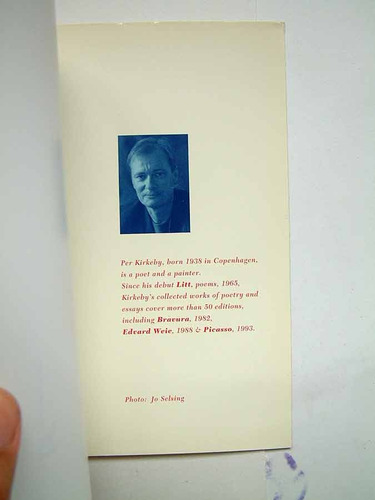 Per Kirkeby, born 1938 in Copenhagen,
is a poet and a painter.
Since his debut Litt, poems, 1965,
Kirkeby's collected works of poetry and
essays cover more than 50 editions,
including Bravura, 1982,
Edvard Weie, 1988 & Picasso, 1995.
Photo: Jo Selsing